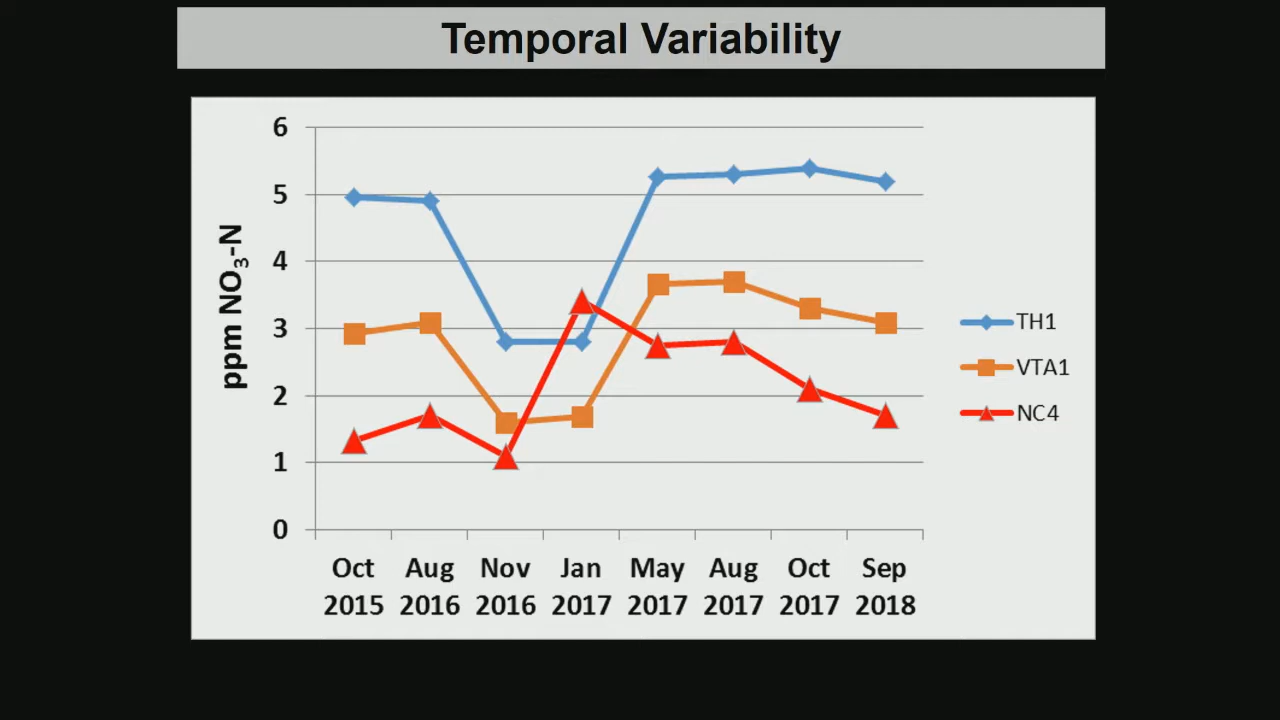 Temporal Variability
6
5
4
3
2
1
0
ppm NO₃-N
Oct 2015
Aug 2016
Nov 2016
Jan 2017
May 2017
Aug 2017
Oct 2017
Sep 2018
TH1
VTA1
NC4